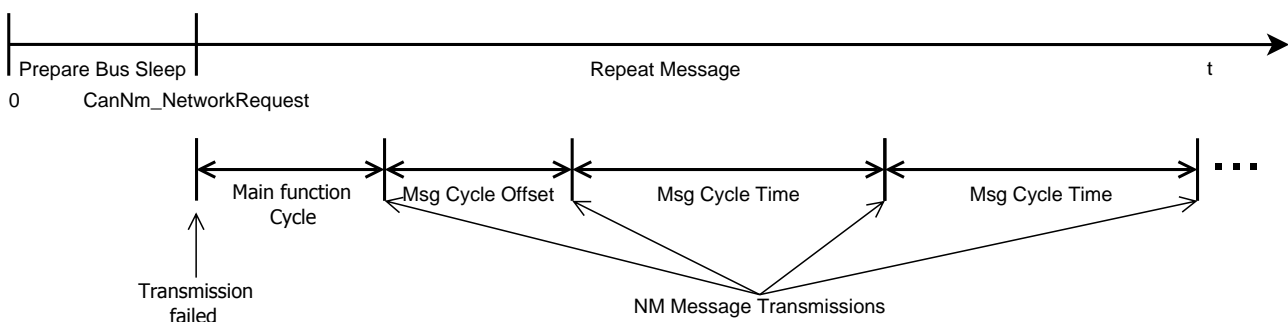 Prepare Bus Sleep
Repeat Message
t
0
CanNm_NetworkRequest
Main function
Cycle
Msg Cycle Offset
Msg Cycle Time
Msg Cycle Time
Transmission
failed
NM Message Transmissions